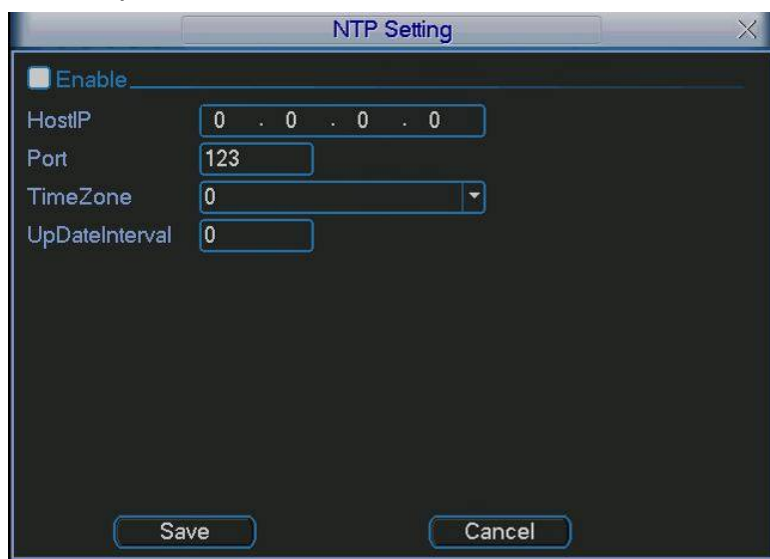 NTP Setting
Enable
HostIP 0 . 0 . 0 . 0
Port 123
TimeZone 0
UpDateInterval 0
Save Cancel